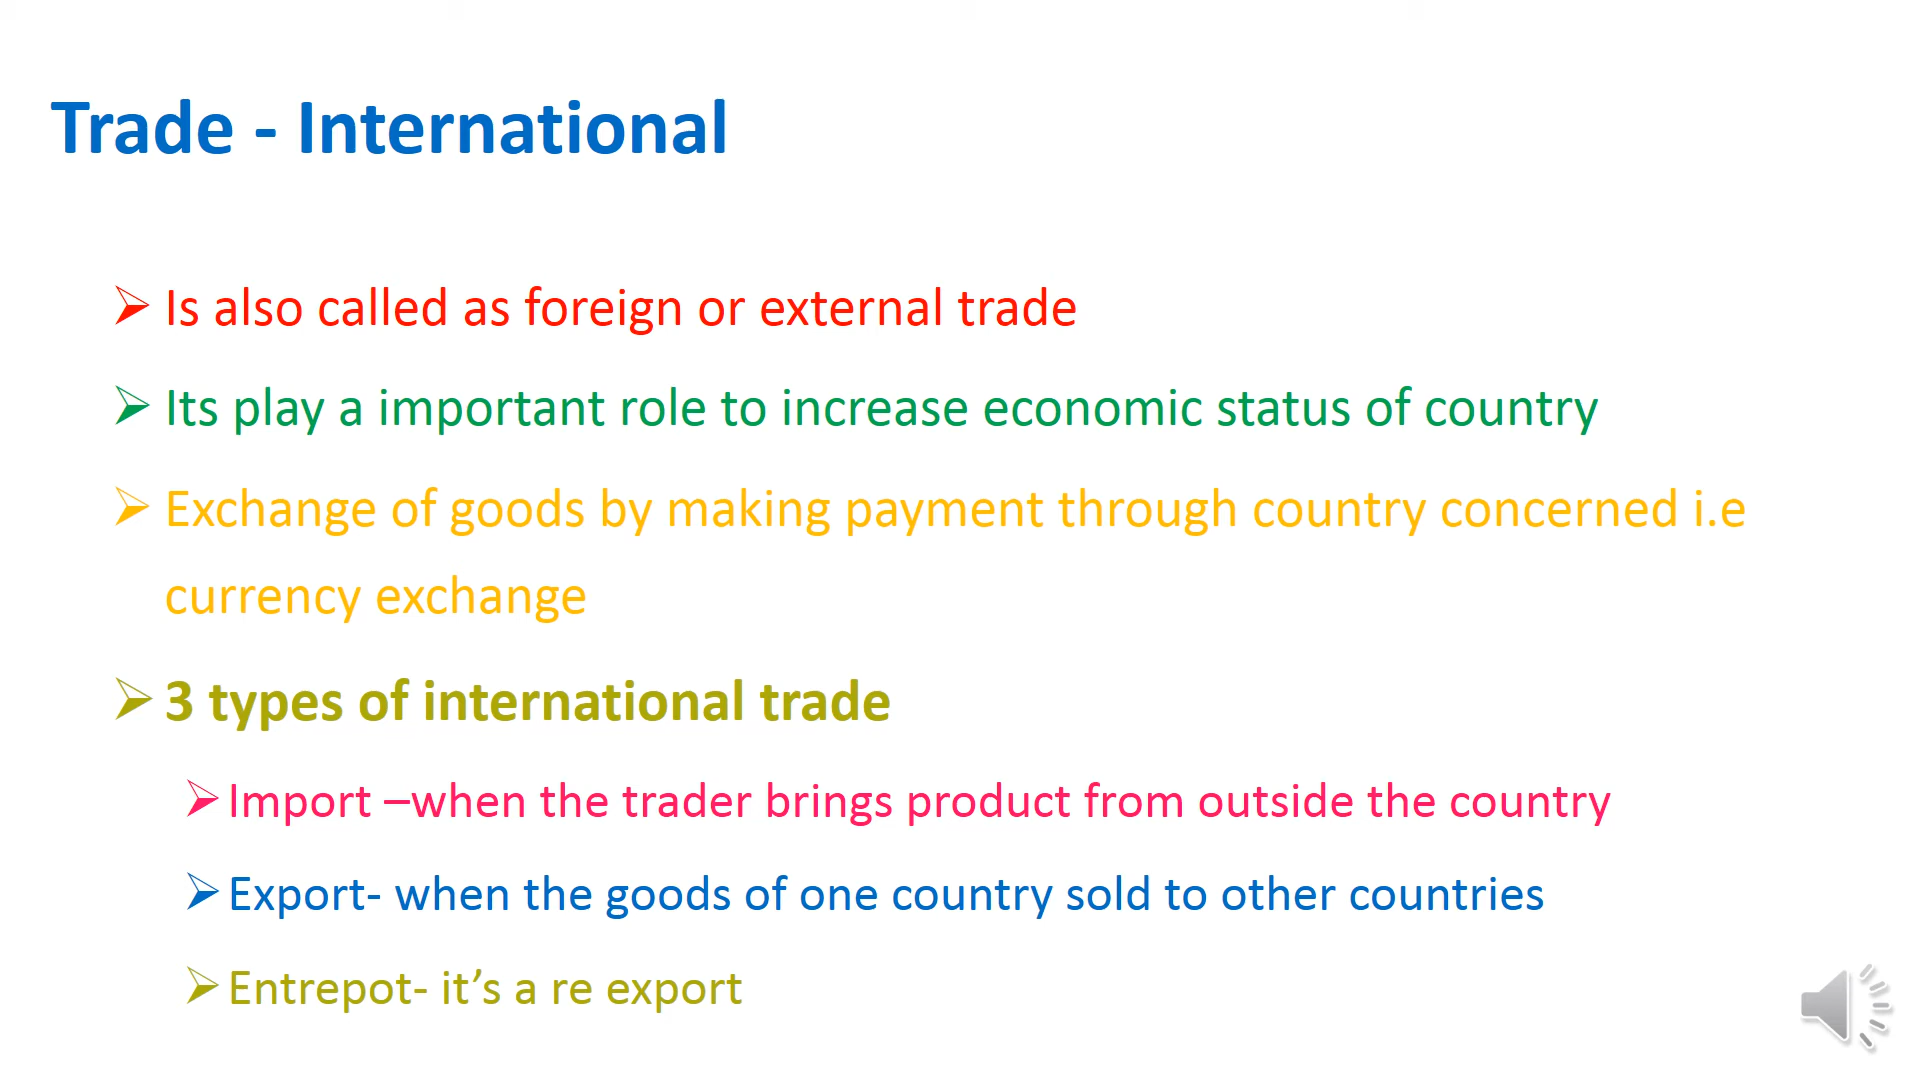 Trade - International
➢ Is also called as foreign or external trade
➢ Its play a important role to increase economic status of country
➢ Exchange of goods by making payment through country concerned i.e
currency exchange
➢ 3 types of international trade
➢ Import –when the trader brings product from outside the country
➢ Export- when the goods of one country sold to other countries
➢ Entrepot- it’s a re export